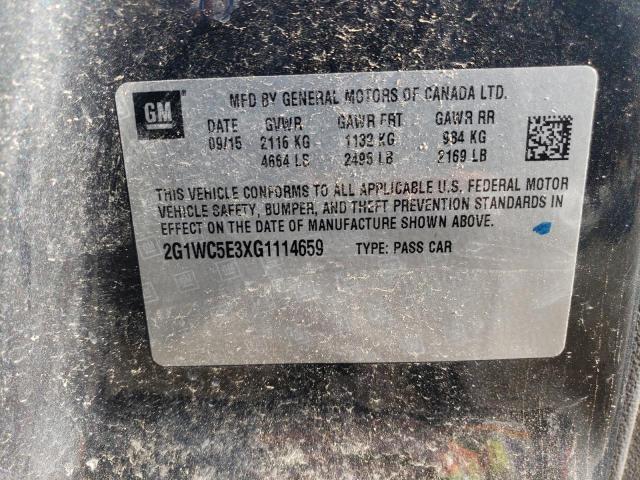 GM
MFD BY GENERAL MOTORS OF CANADA LTD.
DATE GVWR GAWR FRT GAWR RR
09/15 2116 KG 1132 KG 984 KG
4664 LB 2495 LB 2169 LB
THIS VEHICLE CONFORMS TO ALL APPLICABLE U.S. FEDERAL MOTOR
VEHICLE SAFETY, BUMPER, AND THEFT PREVENTION STANDARDS IN
EFFECT ON THE DATE OF MANUFACTURE SHOWN ABOVE.
2G1WC5E3XG1114659 TYPE: PASS CAR